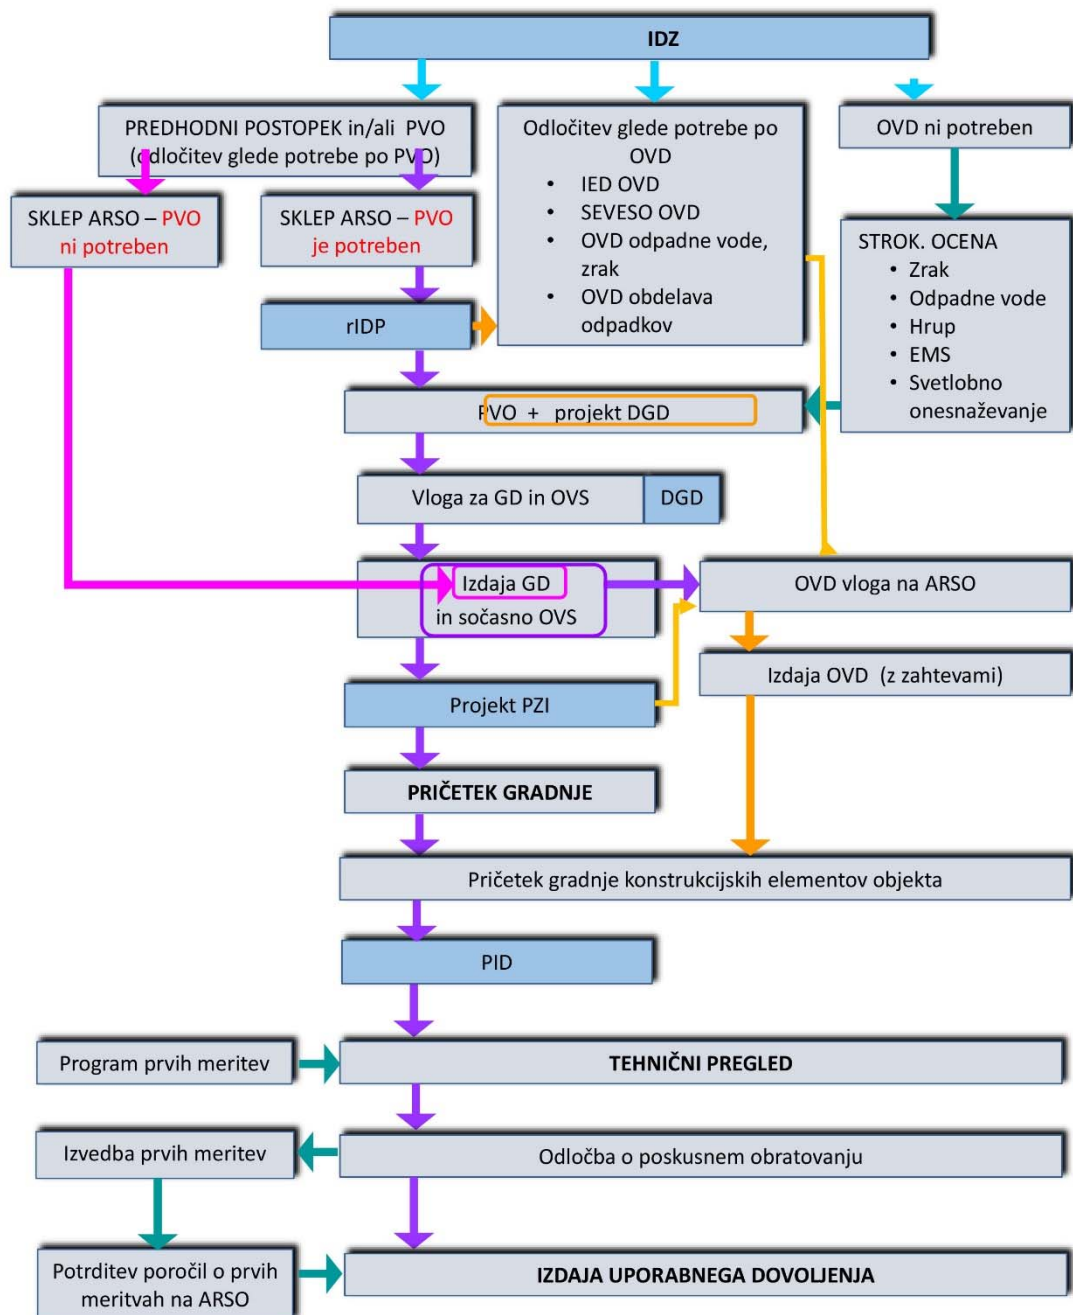 IDZ
PREDHODNI POSTOPEK in/ali PVO
(odločitev glede potrebe po PVO)
Odločitev glede potrebe po
OVD
• IED OVD
• SEVESO OVD
• OVD odpadne vode,
zrak
• OVD obdelava
odpadkov
OVD ni potreben
SKLEP ARSO – PVO
ni potreben
SKLEP ARSO – PVO
je potreben
STROK. OCENA
• Zrak
• Odpadne vode
• Hrup
• EMS
• Svetlobno
onesnaževanje
rIDP
PVO + projekt DGD
Vloga za GD in OVS
DGD
Izdaja GD
in sočasno OVS
OVD vloga na ARSO
Izdaja OVD (z zahtevami)
Projekt PZI
PRIČETEK GRADNJE
Pričetek gradnje konstrukcijskih elementov objekta
PID
Program prvih meritev
TEHNIČNI PREGLED
Izvedba prvih meritev
Odločba o poskusnem obratovanju
Potrditev poročil o prvih
meritvah na ARSO
IZDAJA UPORABNEGA DOVOLJENJA